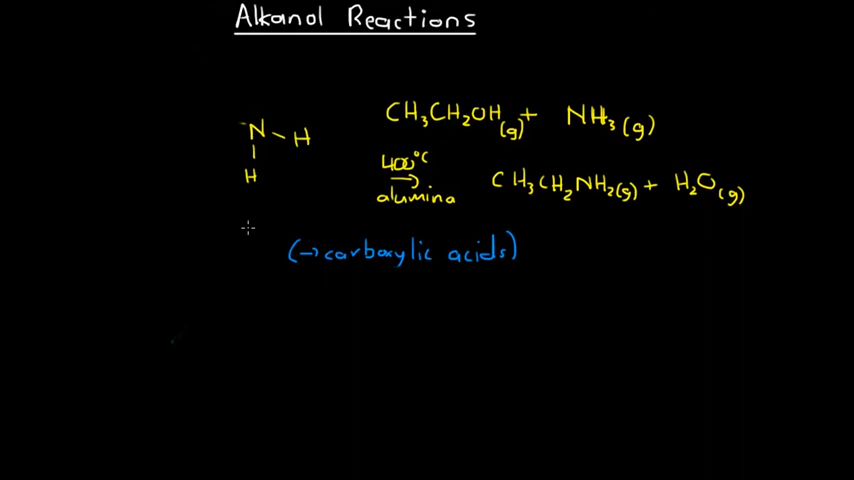 Alkanol Reactions
CH₃CH₂OH(g) + NH₃(g)
-N-H
H
400°C
→
alumina
CH₃CH₂NH₂(g) + H₂O(g)
(→carboxylic acids)